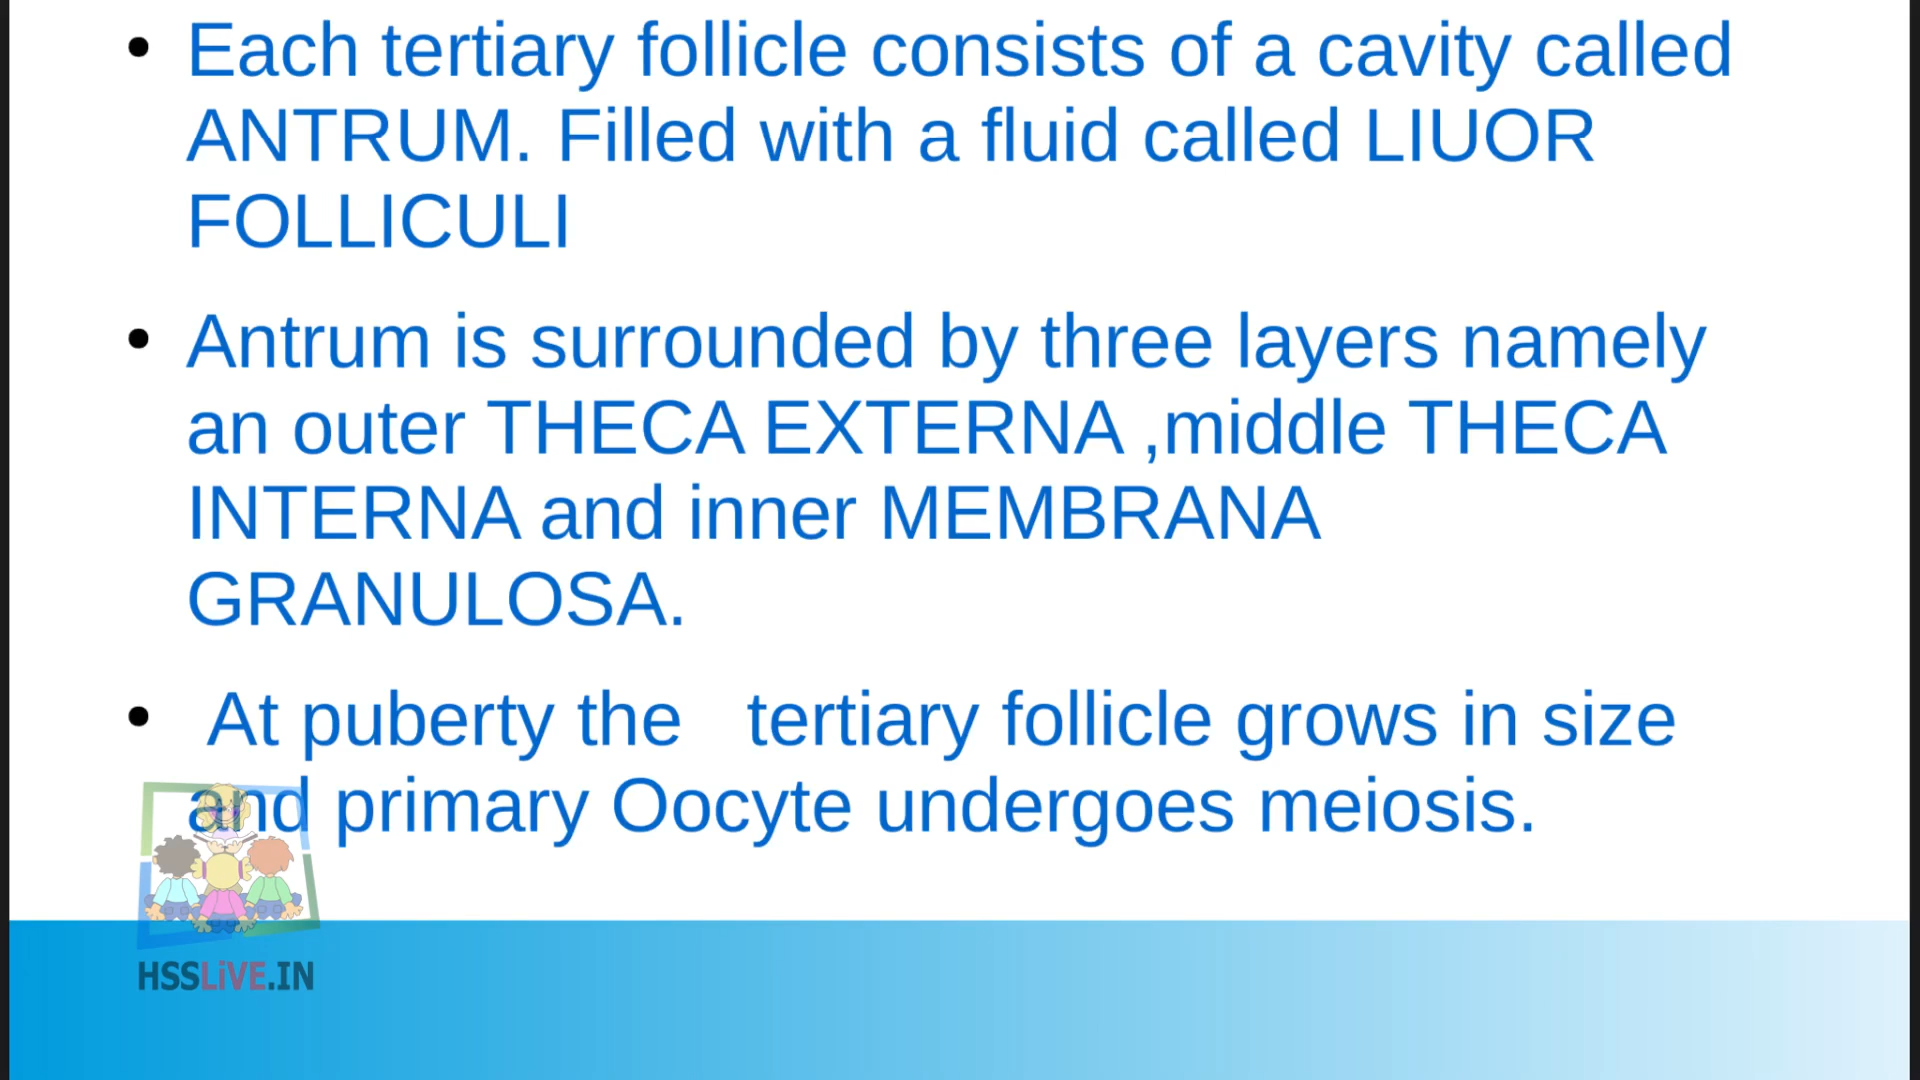 • Each tertiary follicle consists of a cavity called
ANTRUM. Filled with a fluid called LIUOR
FOLLICULI
• Antrum is surrounded by three layers namely
an outer THECA EXTERNA ,middle THECA
INTERNA and inner MEMBRANA
GRANULOSA.
• At puberty the   tertiary follicle grows in size
and primary Oocyte undergoes meiosis.
HSSLiVE.IN